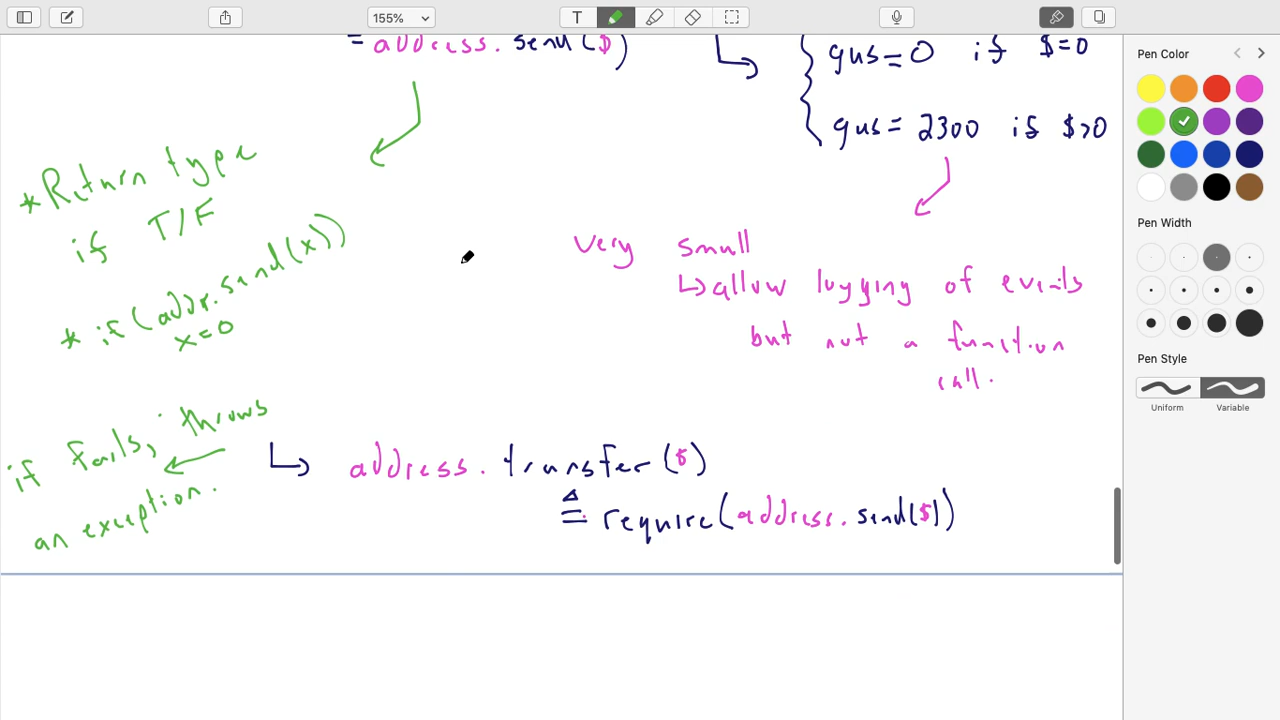 155%
T
= address.send($)
gas=0 if $=0
gas= 2300 if $>0
* Return type
if T/F
* if (addr.send(x))
x=0
very small
↳ allow logging of events
but not a function
call.
if fails, throws
an exception.
↳ address.transfer($)
≜ require(address.send($))
Pen Color
Pen Width
Pen Style
Uniform
Variable